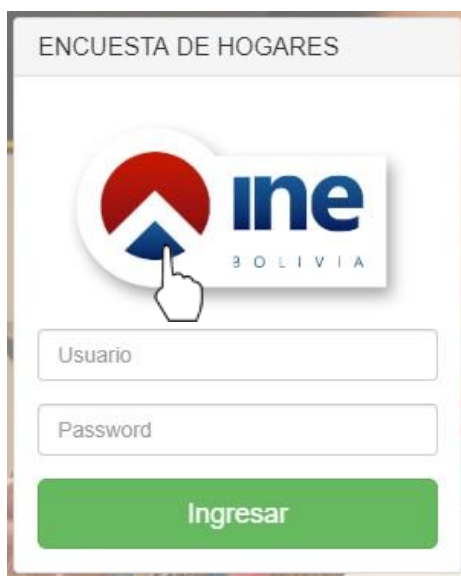 ENCUESTA DE HOGARES
ine
BOLIVIA
Usuario
Password
Ingresar